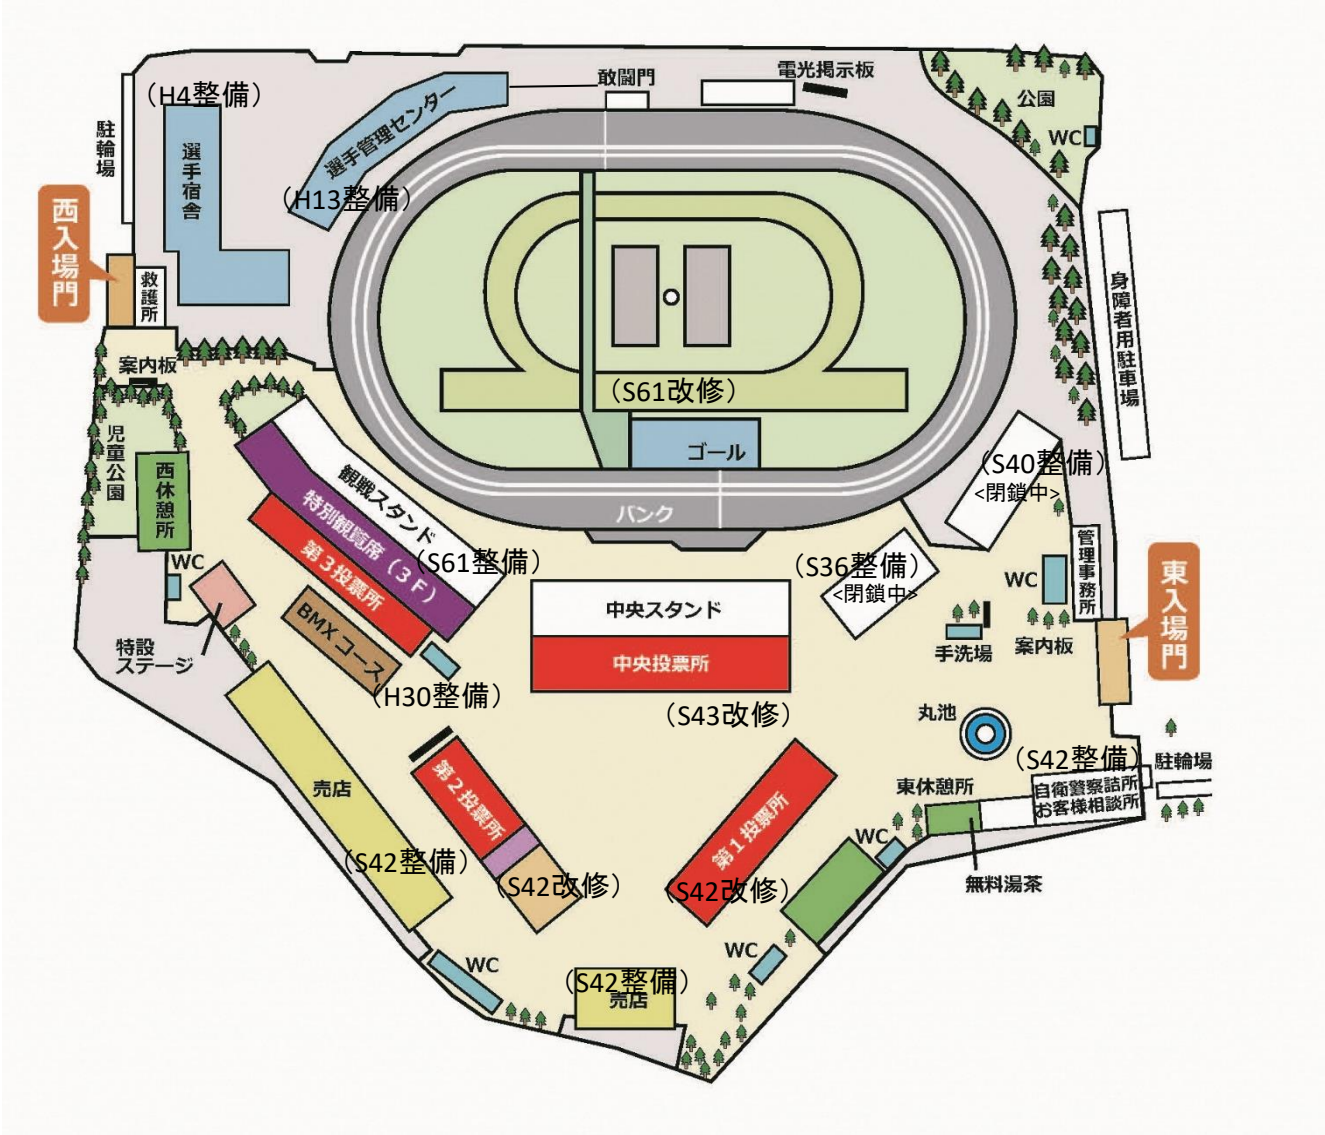 敢闘門
電光掲示板
公園
WC
（H4整備）
駐輪場
選手宿舎
選手管理センター
（H13整備）
西入場門
救護所
案内板
身障者用駐車場
（S61改修）
ゴール
バンク
児童公園
西休憩所
WC
観戦スタンド
特別観覧席（３Ｆ）
（S61整備）
第３投票所
BMXコース
（H30整備）
特設
ステージ
（S40整備）
<閉鎖中>
（S36整備）
<閉鎖中>
中央スタンド
中央投票所
（S43改修）
WC
管理事務所
手洗場
案内板
東入場門
丸池
（S42整備）
駐輪場
自衛警察詰所
お客様相談所
東休憩所
無料湯茶
売店
（S42整備）
第２投票所
（S42改修）
第１投票所
（S42改修）
WC
WC
WC
（S42整備）
売店